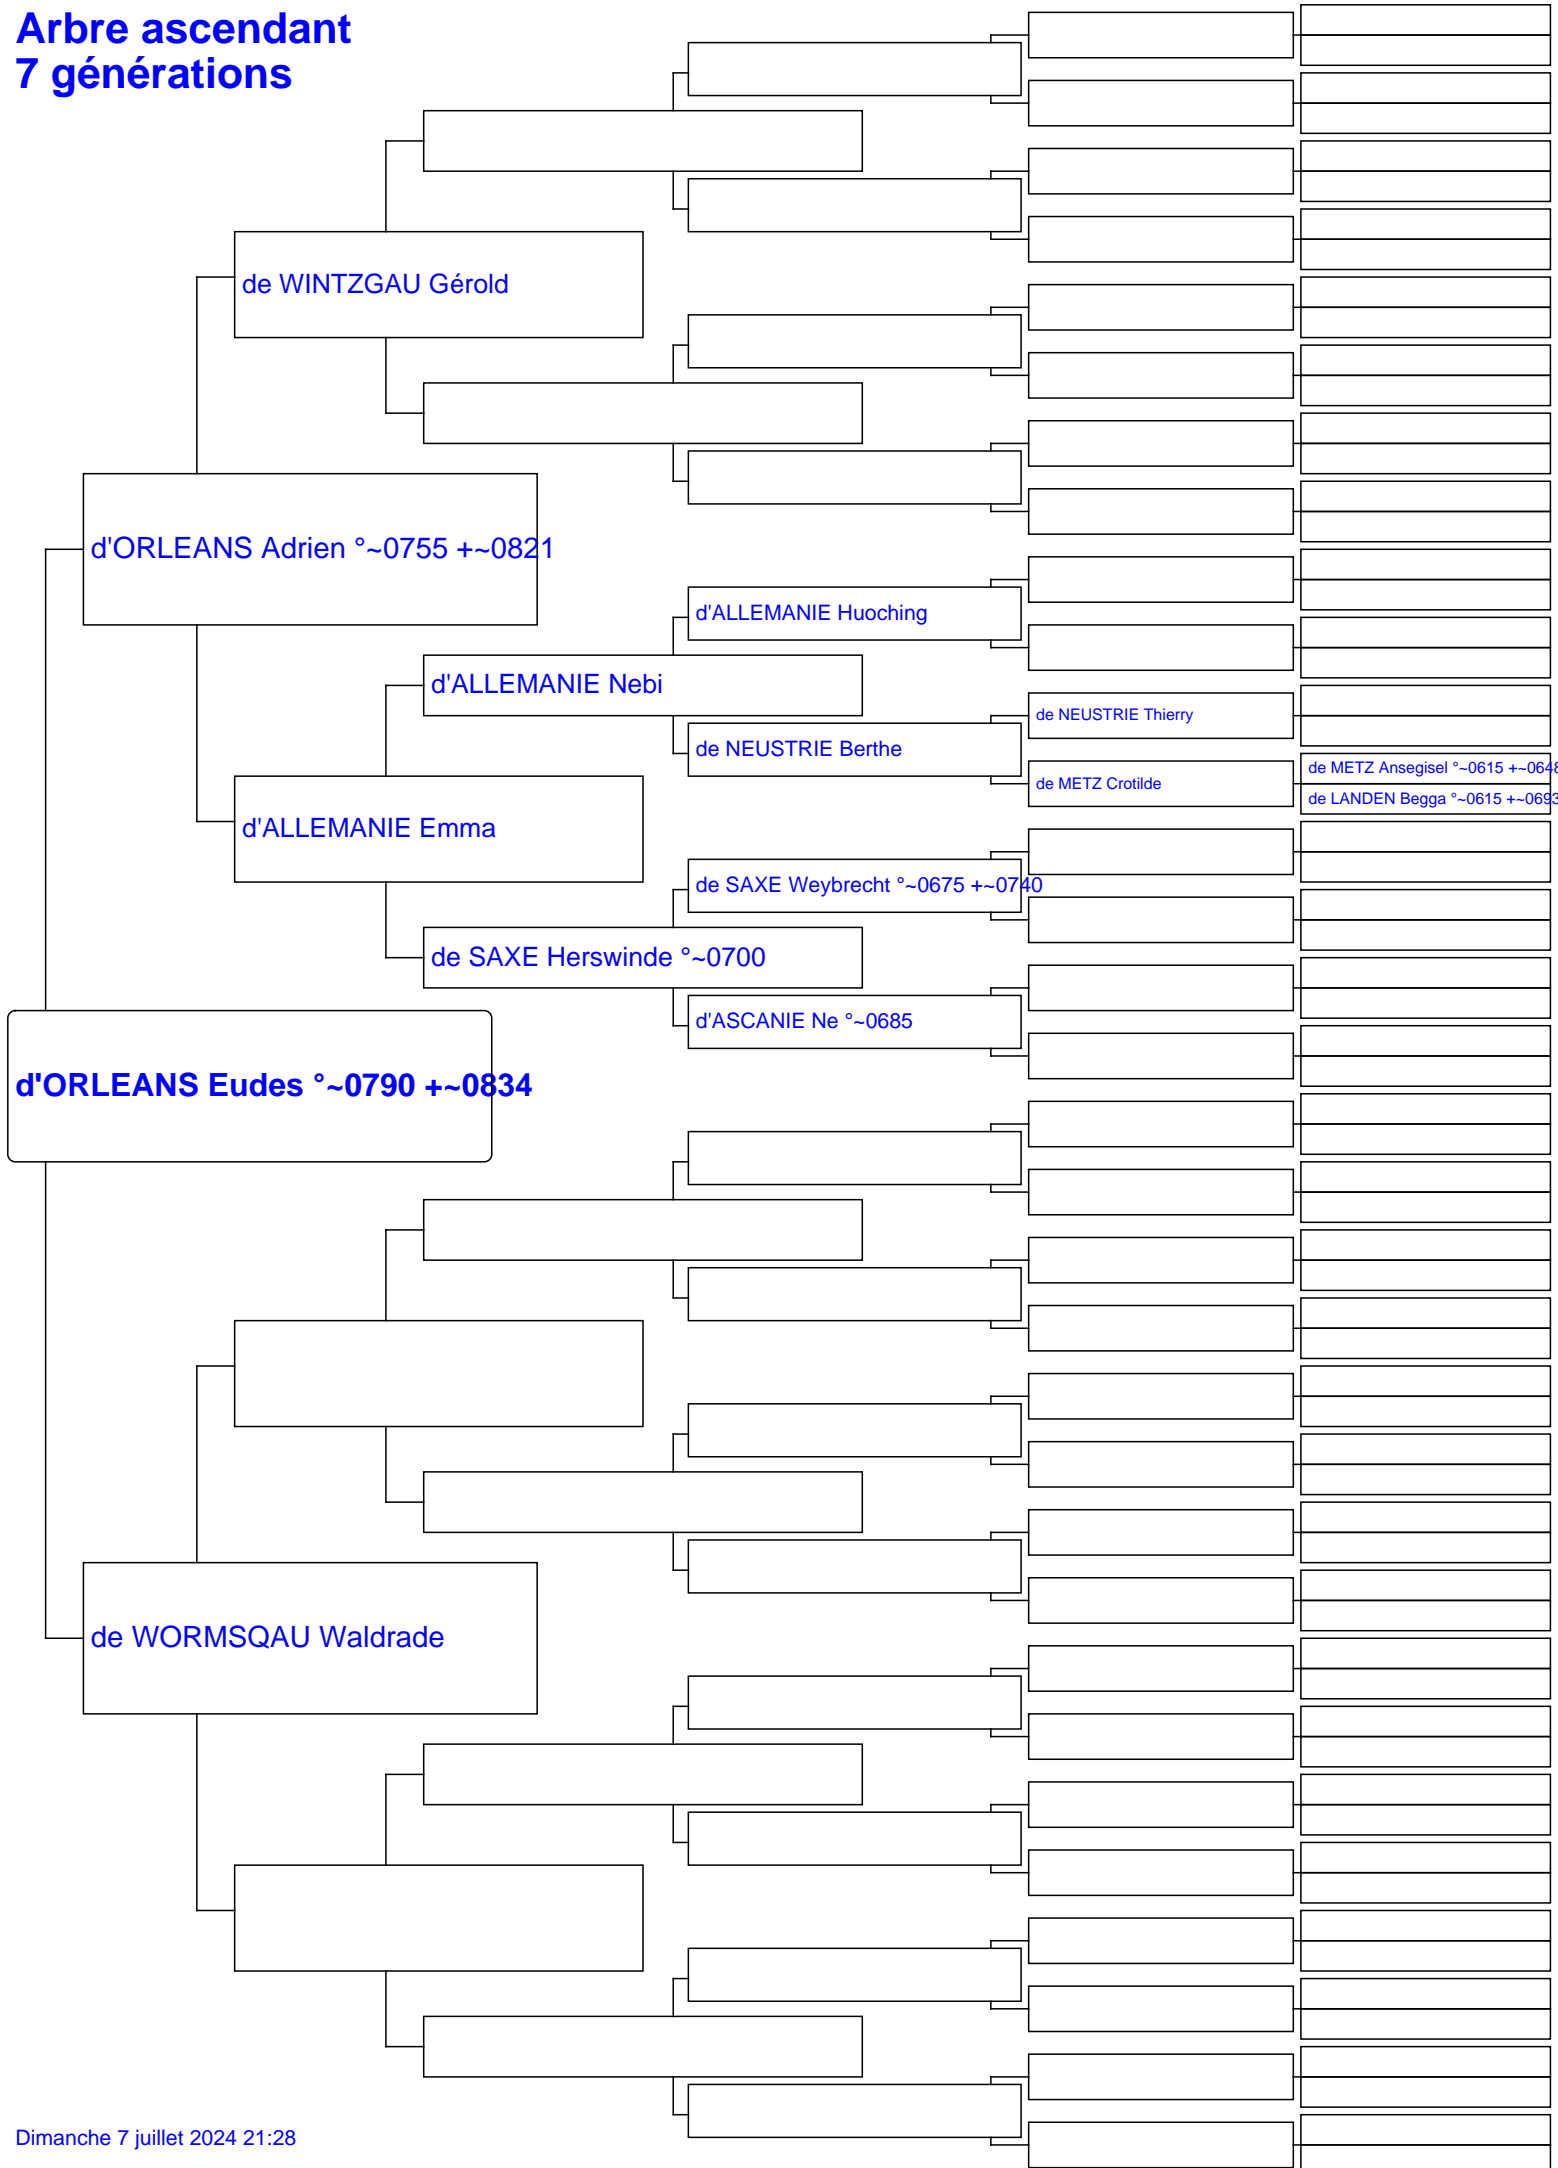 Arbre ascendant
7 générations
de WINTZGAU Gérold
d'ORLEANS Adrien °~0755 +~0821
d'ALLEMANIE Huoching
d'ALLEMANIE Nebi
de NEUSTRIE Thierry
de NEUSTRIE Berthe
de METZ Ansegisel °~0615 +~0648
de METZ Crotilde
de LANDEN Begga °~0615 +~0693
d'ALLEMANIE Emma
de SAXE Weybrecht °~0675 +~0740
de SAXE Herswinde °~0700
d'ASCANIE Ne °~0685
d'ORLEANS Eudes °~0790 +~0834
de WORMSQAU Waldrade
Dimanche 7 juillet 2024 21:28